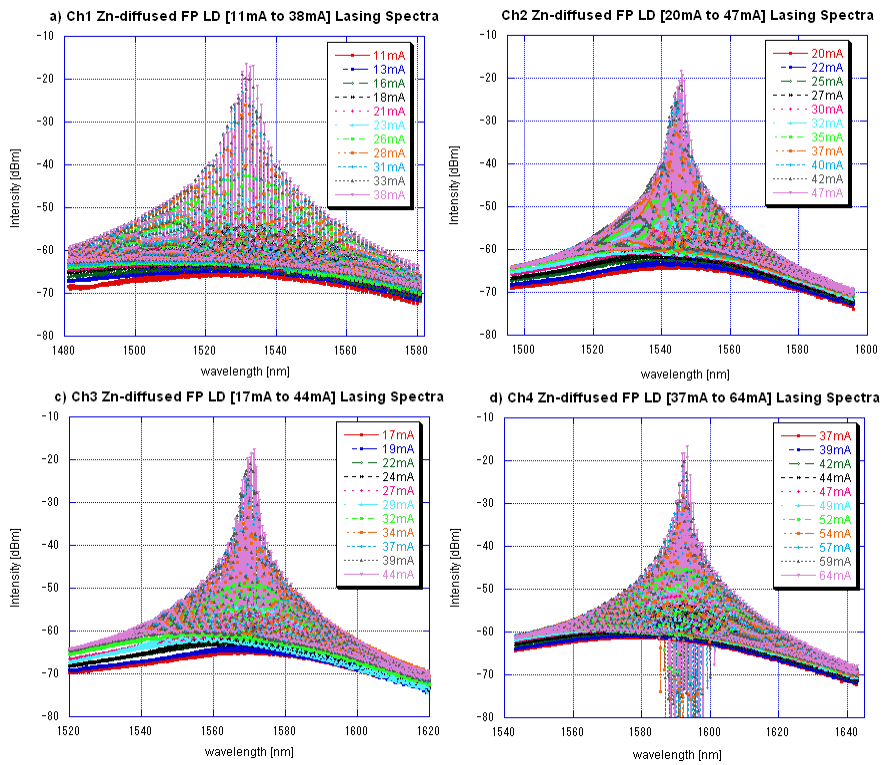 a) Ch1 Zn-diffused FP LD [11mA to 38mA] Lasing Spectra
-10
-20
-30
-40
-50
-60
-70
-80
Intensity [dBm]
11mA
13mA
16mA
18mA
21mA
23mA
26mA
28mA
31mA
33mA
38mA
1480 1500 1520 1540 1560 1580
wavelength [nm]
Ch2 Zn-diffused FP LD [20mA to 47mA] Lasing Spectra
-10
-20
-30
-40
-50
-60
-70
-80
Intensity [dBm]
20mA
22mA
25mA
27mA
30mA
32mA
35mA
37mA
40mA
42mA
47mA
1500 1520 1540 1560 1580 1600
wavelength [nm]
c) Ch3 Zn-diffused FP LD [17mA to 44mA] Lasing Spectra
-10
-20
-30
-40
-50
-60
-70
-80
Intensity [dBm]
17mA
19mA
22mA
24mA
27mA
29mA
32mA
34mA
37mA
39mA
44mA
1520 1540 1560 1580 1600 1620
wavelength [nm]
d) Ch4 Zn-diffused FP LD [37mA to 64mA] Lasing Spectra
-10
-20
-30
-40
-50
-60
-70
-80
Intensity [dBm]
37mA
39mA
42mA
44mA
47mA
49mA
52mA
54mA
57mA
59mA
64mA
1540 1560 1580 1600 1620 1640
wavelength [nm]